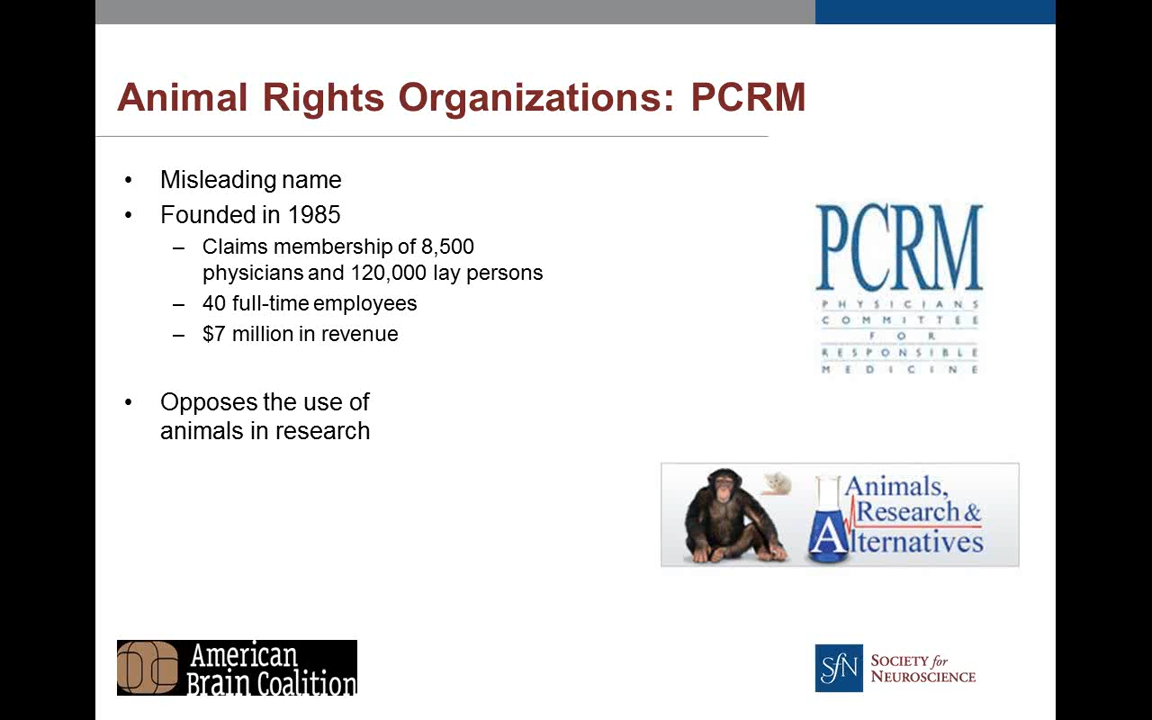 Animal Rights Organizations: PCRM
• Misleading name
• Founded in 1985
– Claims membership of 8,500
physicians and 120,000 lay persons
– 40 full-time employees
– $7 million in revenue
• Opposes the use of
animals in research
PCRM
PHYSICIANS
COMMITTEE
FOR
RESPONSIBLE
MEDICINE
Animals,
Research &
Alternatives
American
Brain Coalition
SfN
SOCIETY for
NEUROSCIENCE